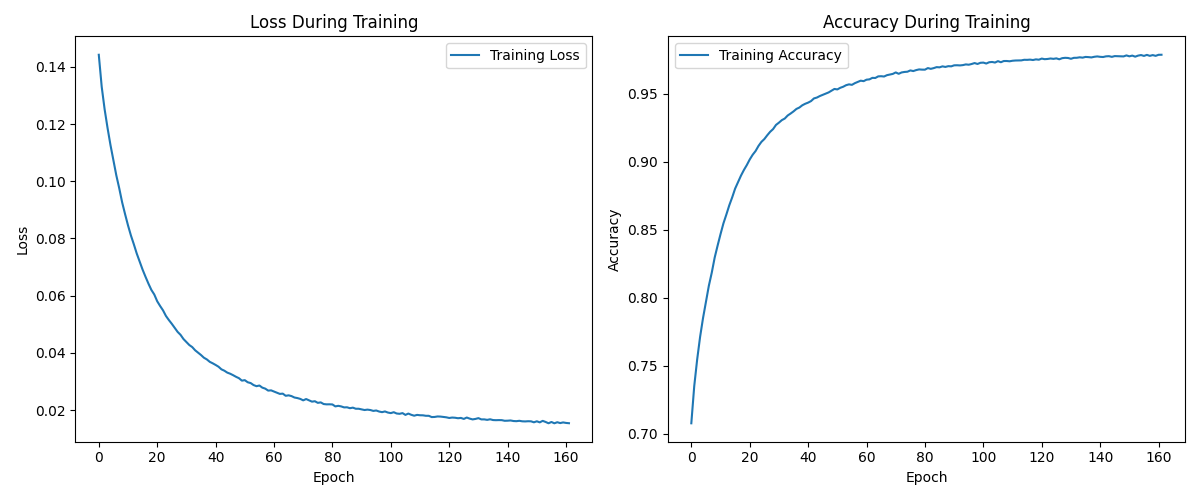 Loss During Training
Training Loss
0.14
0.12
0.10
0.08
0.06
0.04
0.02
Loss
0 20 40 60 80 100 120 140 160
Epoch
Accuracy During Training
Training Accuracy
0.95
0.90
0.85
0.80
0.75
0.70
Accuracy
0 20 40 60 80 100 120 140 160
Epoch